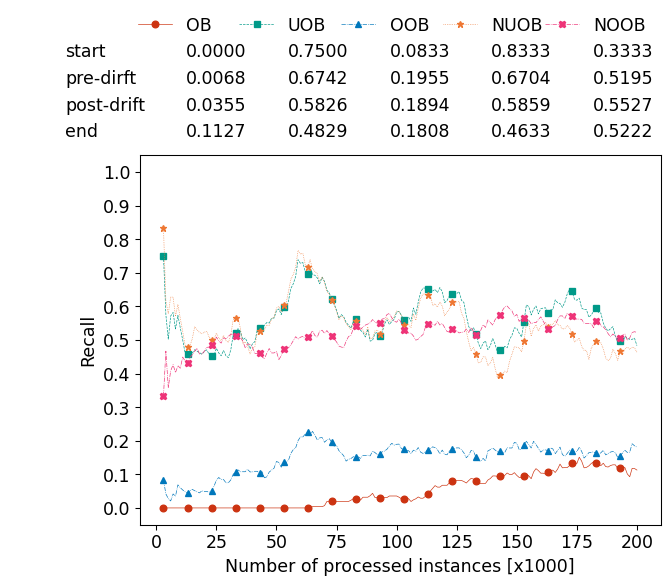 OB UOB OOB NUOB NOOB
start 0.0000 0.7500 0.0833 0.8333 0.3333
pre-dirft 0.0068 0.6742 0.1955 0.6704 0.5195
post-drift 0.0355 0.5826 0.1894 0.5859 0.5527
end 0.1127 0.4829 0.1808 0.4633 0.5222
1.0
0.9
0.8
0.7
0.6
0.5
0.4
0.3
0.2
0.1
0.0
Recall
0 25 50 75 100 125 150 175 200
Number of processed instances [x1000]